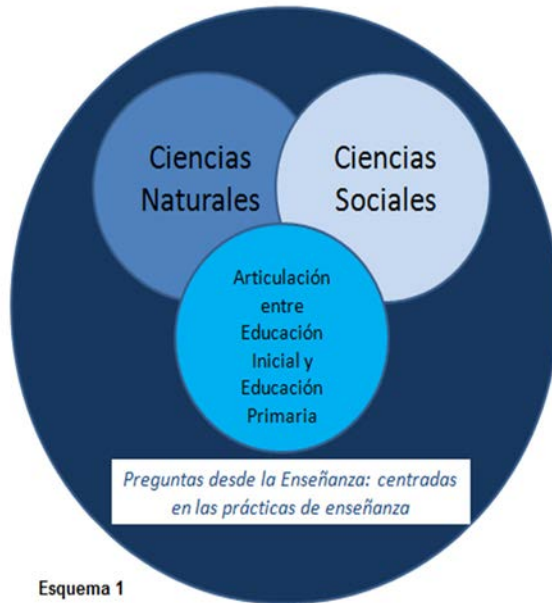 Ciencias
Naturales
Ciencias
Sociales
Articulación
entre
Educación
Inicial y
Educación
Primaria
Preguntas desde la Enseñanza: centradas
en las prácticas de enseñanza
Esquema 1